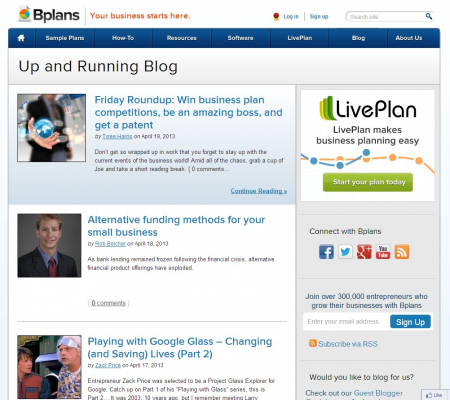 Bplans
Your business starts here.
Log in | Sign up
Search site
Sample Plans
How-To
Resources
Software
LivePlan
Blog
About Us
Up and Running Blog
Friday Roundup: Win business plan
competitions, be an amazing boss, and
get a patent
by Tyree Harris on April 19, 2013
Don't get so wrapped up in work that you forget to stay up with the
current events of the business world! Amid all of the chaos, grab a cup of
Joe and take a short reading break. [ 0 comments...
Continue Reading »
Alternative funding methods for your
small business
by Rob Belcher on April 18, 2013
As bank lending remained frozen following the financial crisis, alternative
financial product offerings have exploded.
[ 0 comments ]
Playing with Google Glass – Changing
(and Saving) Lives (Part 2)
by Zack Price on April 17, 2013
Entrepreneur Zack Price was selected to be a Project Glass Explorer for
Google. Catch up on Part 1 of his "Playing with Glass" series, this is
Part 2... It was 2003, 10 years ago, but I remember meeting Larry
LivePlan
LivePlan makes
business planning easy
Start your plan today
Connect with Bplans
You
Tube
Join over 300,000 entrepreneurs who
grow their businesses with Bplans
Enter your email address
Sign Up
Subscribe via RSS
Would you like to blog for us?
Check out our Guest Blogger
Like